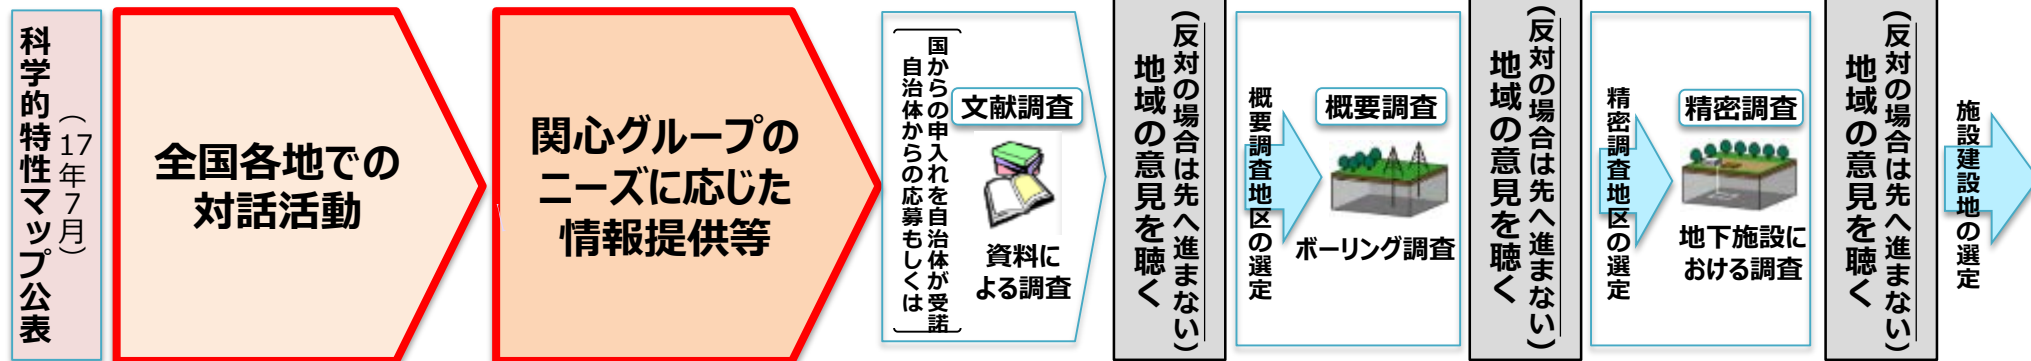 科学的特性マップ公表
（17年7月）
全国各地での
対話活動
関心グループの
ニーズに応じた
情報提供等
国からの申入れを自治体が受諾
自治体からの応募もしくは
文献調査
資料に
よる調査
（反対の場合は先へ進まない）
地域の意見を聴く
概要調査地区の選定
概要調査
ボーリング調査
（反対の場合は先へ進まない）
地域の意見を聴く
精密調査地区の選定
精密調査
地下施設に
おける調査
（反対の場合は先へ進まない）
地域の意見を聴く
施設建設地の選定